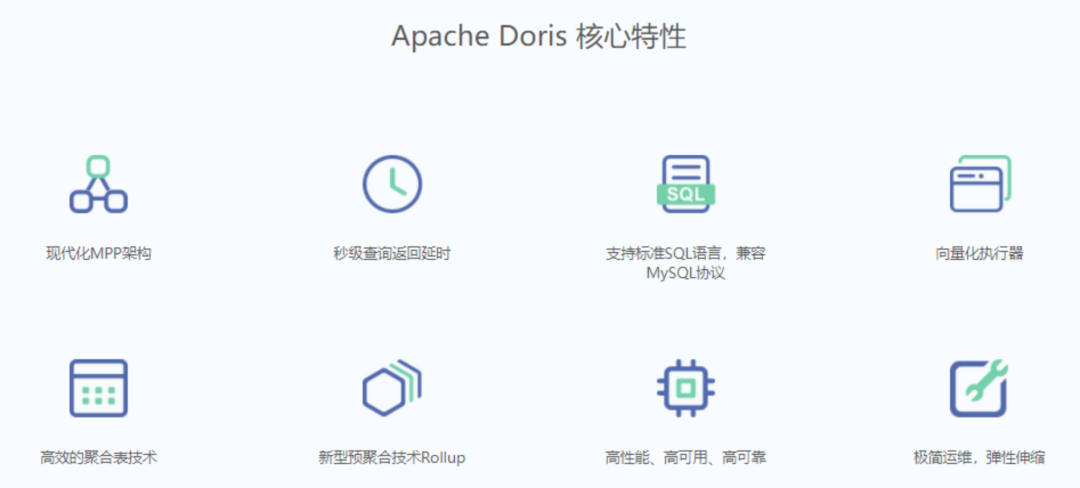 Apache Doris 核心特性
现代化MPP架构
秒级查询返回延时
SQL
支持标准SQL语言，兼容
MySQL协议
向量化执行器
高效的聚合表技术
新型预聚合技术Rollup
高性能、高可用、高可靠
极简运维，弹性伸缩